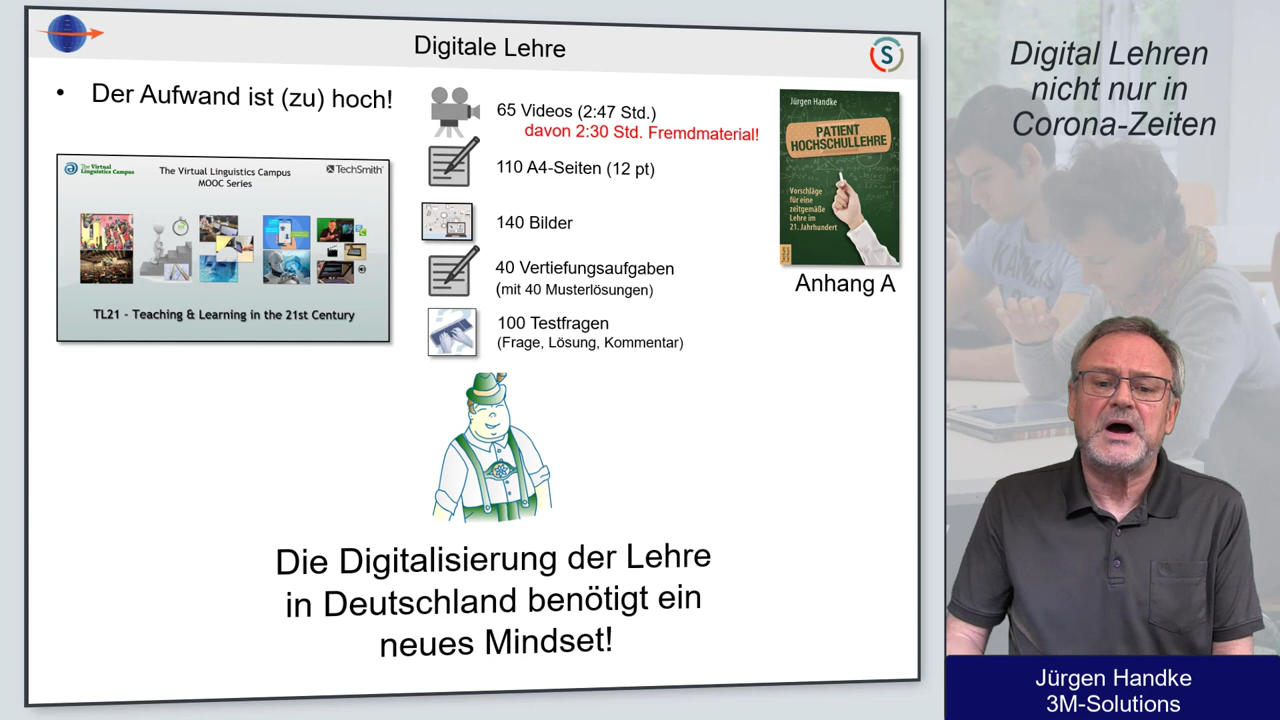 Digitale Lehre
S
• Der Aufwand ist (zu) hoch!
The Virtual
Linguistics Campus
The Virtual Linguistics Campus
MOOC Series
TechSmith
TL21 - Teaching & Learning in the 21st Century
65 Videos (2:47 Std.)
davon 2:30 Std. Fremdmaterial!
110 A4-Seiten (12 pt)
140 Bilder
40 Vertiefungsaufgaben
(mit 40 Musterlösungen)
100 Testfragen
(Frage, Lösung, Kommentar)
Jürgen Handke
PATIENT
HOCHSCHULLEHRE
Vorschläge
für eine
zeitgemäße
Lehre im
21. Jahrhundert
Anhang A
Die Digitalisierung der Lehre
in Deutschland benötigt ein
neues Mindset!
Digital Lehren
nicht nur in
Corona-Zeiten
Jürgen Handke
3M-Solutions